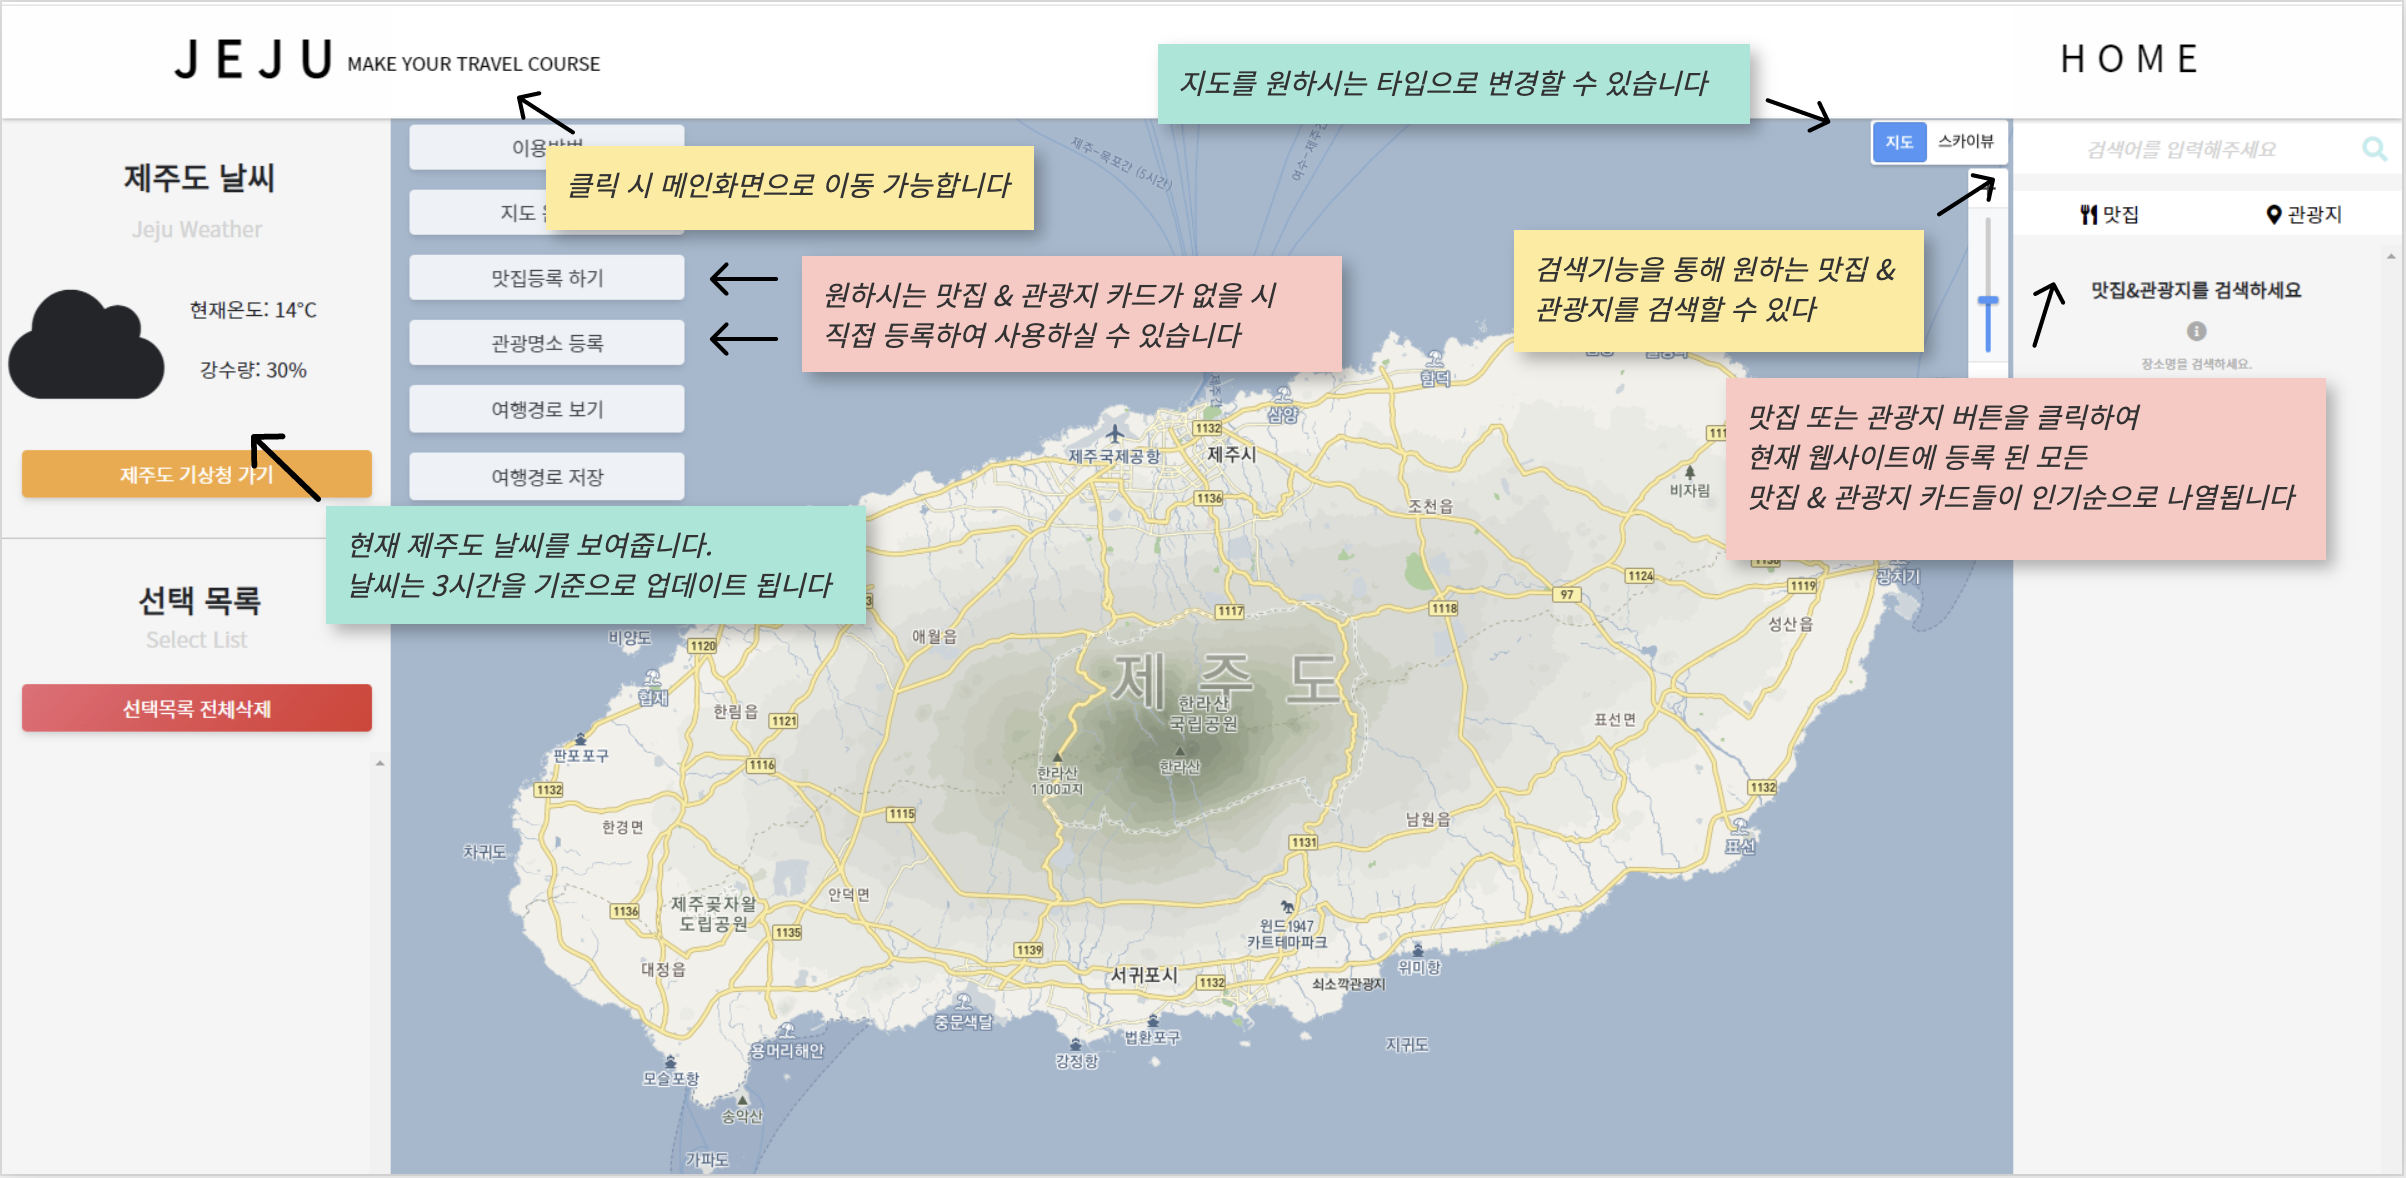 JEJU MAKE YOUR TRAVEL COURSE
HOME
지도를 원하시는 타입으로 변경할 수 있습니다
클릭 시 메인화면으로 이동 가능합니다
원하시는 맛집 & 관광지 카드가 없을 시
직접 등록하여 사용하실 수 있습니다
검색기능을 통해 원하는 맛집 &
관광지를 검색할 수 있다
맛집 또는 관광지 버튼을 클릭하여
현재 웹사이트에 등록 된 모든
맛집 & 관광지 카드들이 인기순으로 나열됩니다
현재 제주도 날씨를 보여줍니다.
날씨는 3시간을 기준으로 업데이트 됩니다
제주도 날씨
Jeju Weather
현재온도: 14°C
강수량: 30%
제주도 기상청 가기
선택 목록
Select List
선택목록 전체삭제
지도
맛집등록 하기
관광명소 등록
여행경로 보기
여행경로 저장
지도 스카이뷰
검색어를 입력해주세요
맛집 관광지
맛집&관광지를 검색하세요
장소명을 검색하세요.
제주-목포간 (5시간)
함덕
삼양
1132
제주국제공항
제주시
1136
조천읍
비자림
1124
97
1119
광치기
1118
1117
성산읍
비양도
1120
애월읍
제주도
한라산
국립공원
한라산
한라산
1100고지
협재
한림읍
1121
표선면
판포포구
1116
1132
1132
1115
남원읍
한경면
1131
표선
차귀도
안덕면
제주곶자왈
도립공원
1136
1135
윈드1947
카트테마파크
1139
위미항
대정읍
서귀포시
1132
쇠소깍관광지
중문색달
법환포구
강정항
지귀도
용머리해안
모슬포항
송악산
가파도